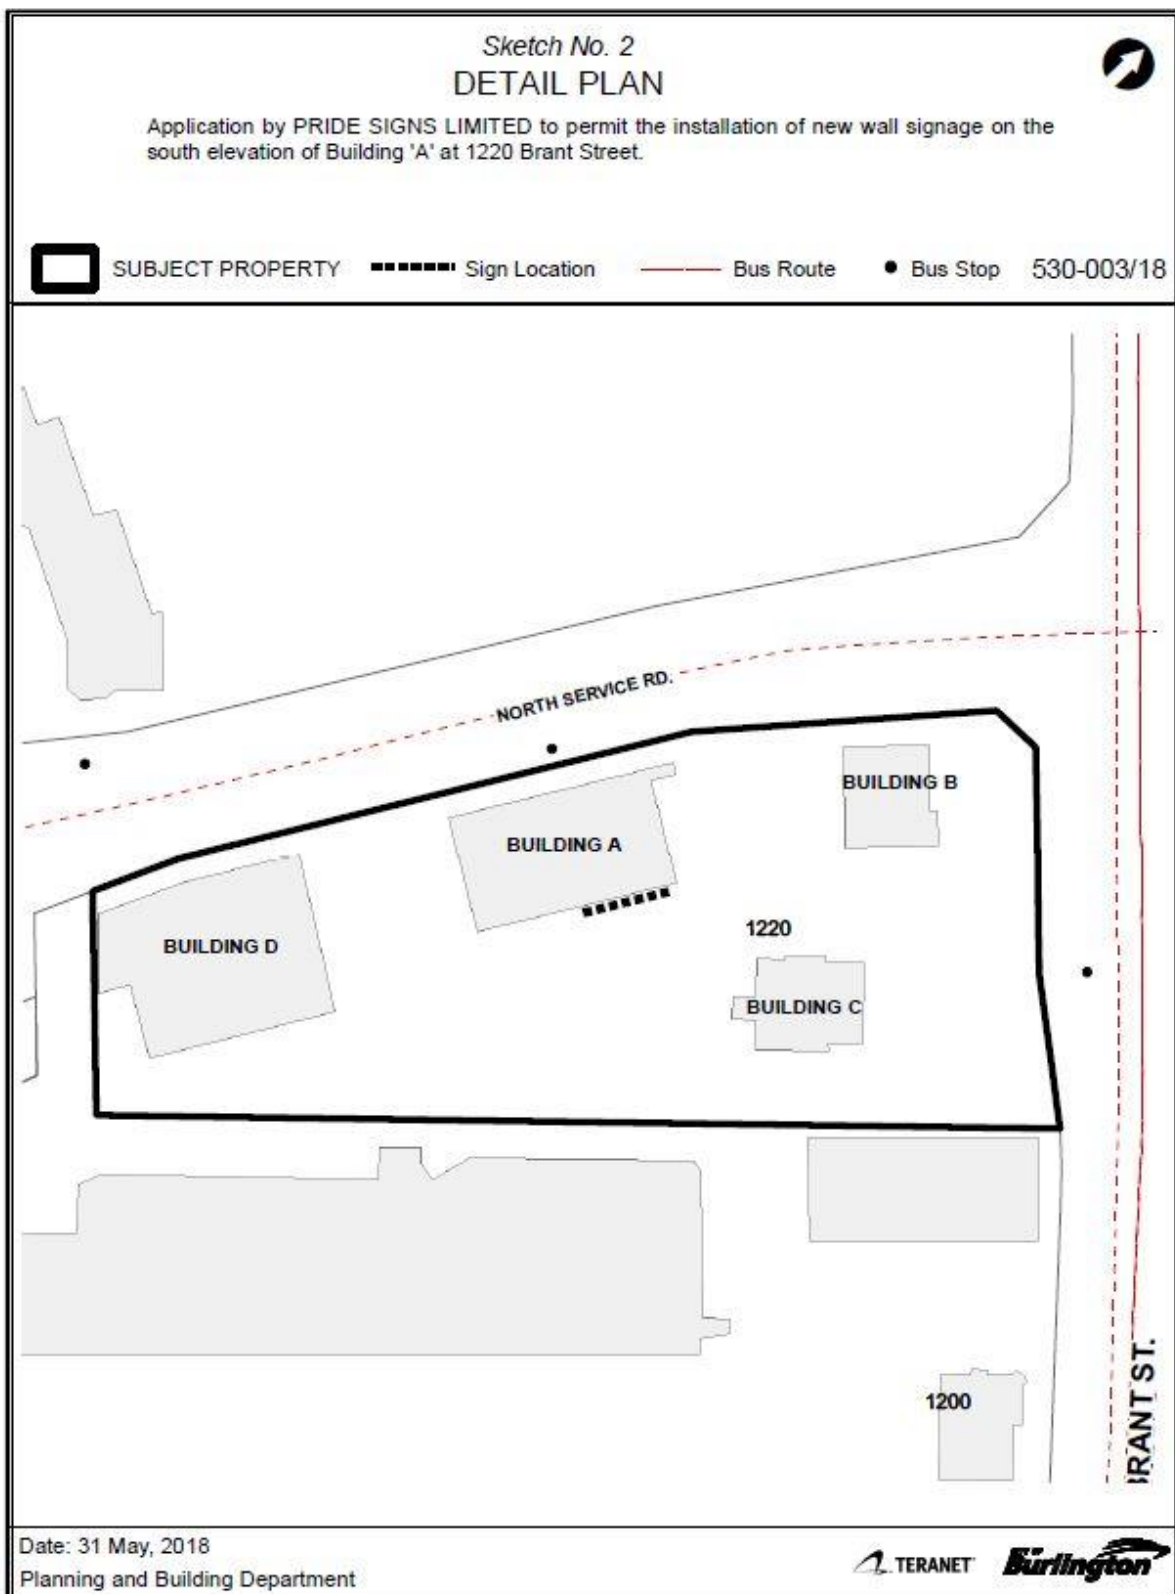 Sketch No. 2
DETAIL PLAN
Application by PRIDE SIGNS LIMITED to permit the installation of new wall signage on the
south elevation of Building 'A' at 1220 Brant Street.
SUBJECT PROPERTY Sign Location Bus Route Bus Stop 530-003/18
NORTH SERVICE RD.
BUILDING B
BUILDING A
1220
BUILDING D
BUILDING C
BRANT ST.
1200
Date: 31 May, 2018
Planning and Building Department
TERANET
City of
Burlington